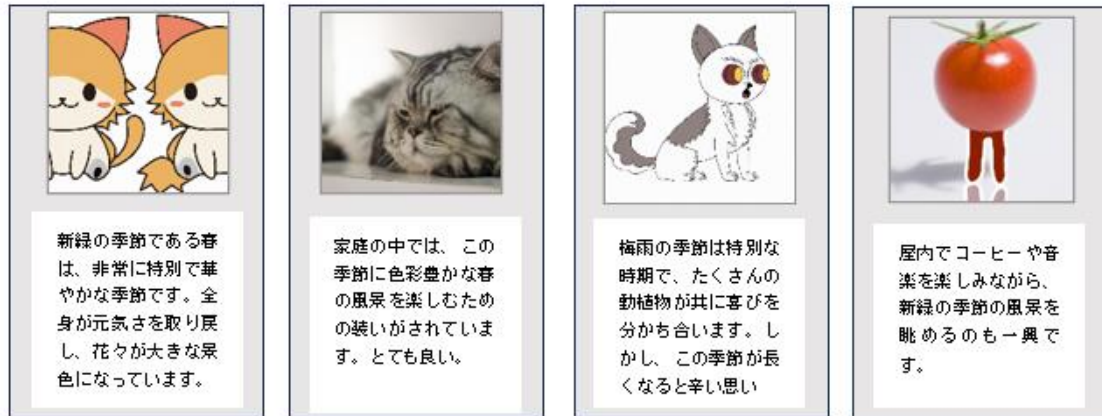 新緑の季節である春
は、非常に特別で華
やかな季節です。全
身が元気さを取り戻
し、花々が大きな景
色になっています。
家庭の中では、この
季節に色彩豊かな春
の風景を楽しむため
の装いがされていま
す。とても良い。
梅雨の季節は特別な
時期で、たくさんの
動植物が共に喜びを
分かち合います。し
かし、この季節が長
くなると辛い思い
屋内でコーヒーや音
楽を楽しみながら、
新緑の季節の風景を
眺めるのも一興で
す。